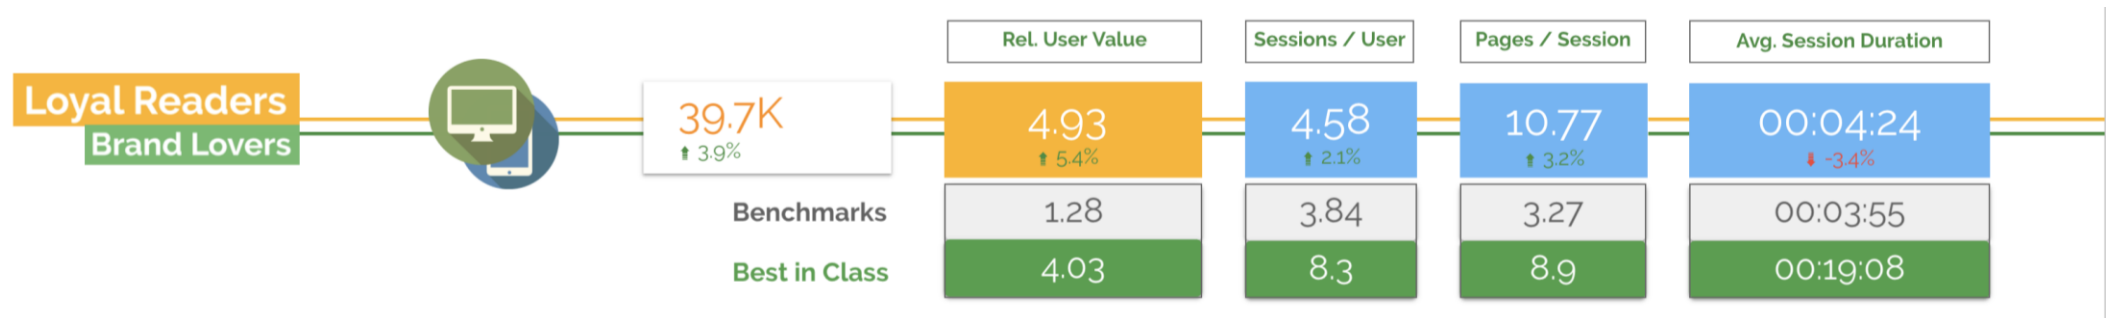 Rel. User Value
Sessions / User
Pages / Session
Avg. Session Duration
Loyal Readers
Brand Lovers
39.7K
3.9%
4.93
5.4%
4.58
2.1%
10.77
3.2%
00:04:24
-3.4%
Benchmarks
1.28
3.84
3.27
00:03:55
Best in Class
4.03
8.3
8.9
00:19:08